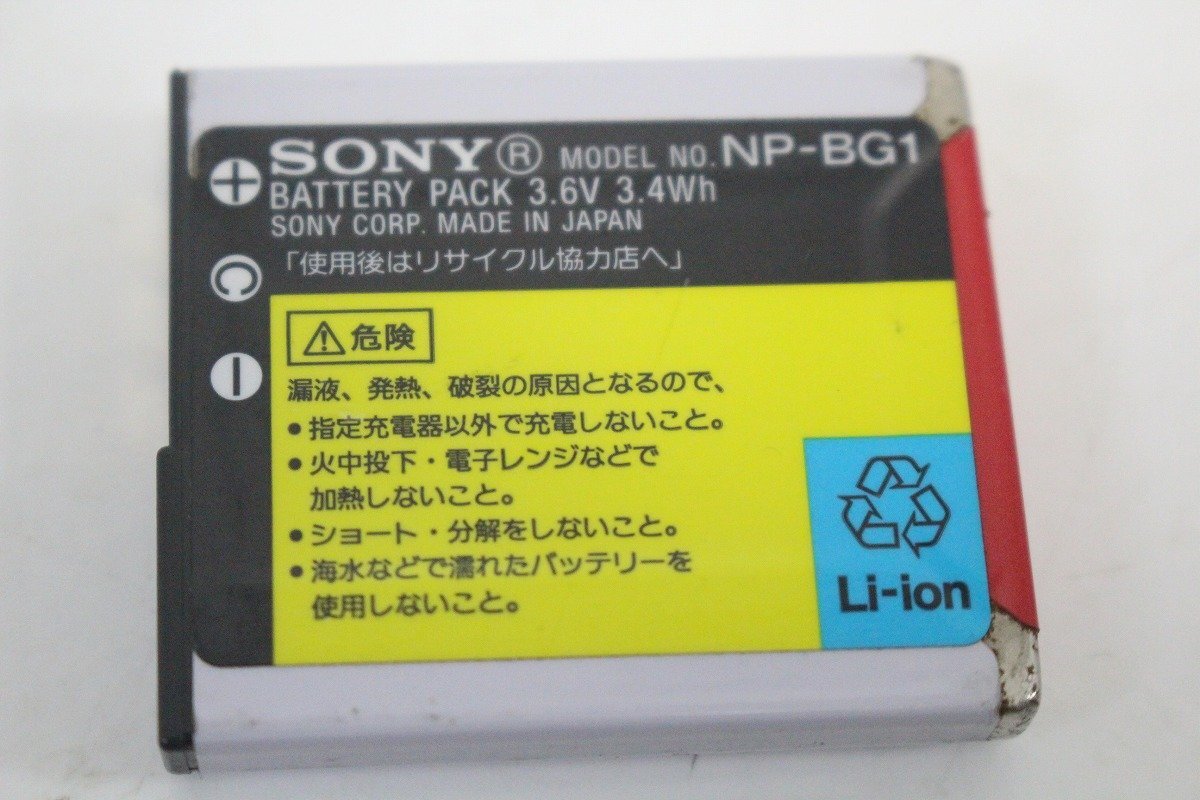 SONY® MODEL NO. NP-BG1
BATTERY PACK 3.6V 3.4Wh
SONY CORP. MADE IN JAPAN
「使用後はリサイクル協力店へ」
+
C
−
⚠危険
漏液、発熱、破裂の原因となるので、
●指定充電器以外で充電しないこと。
●火中投下・電子レンジなどで
加熱しないこと。
●ショート・分解をしないこと。
●海水などで濡れたバッテリーを
使用しないこと。
Li-ion